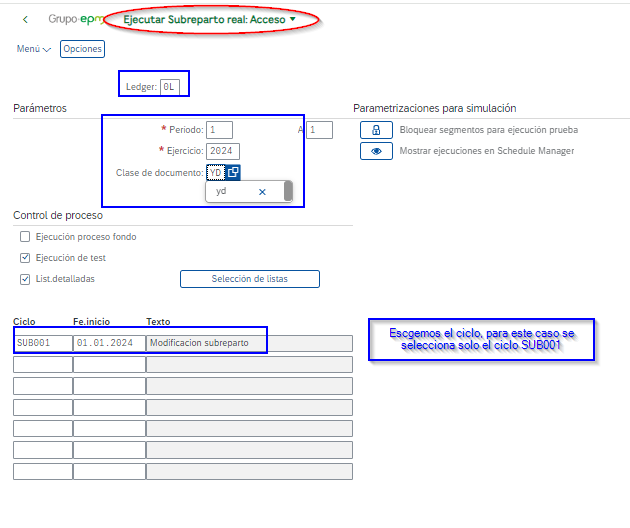 Grupo·epm Ejecutar Subreparto real: Acceso
Menú Opciones
Ledger: 0L
Parámetros Parametrizaciones para simulación
* Período: 1 A 1 Bloquear segmentos para ejecución prueba
* Ejercicio: 2024 Mostrar ejecuciones en Schedule Manager
Clase de documento: YD
yd
Control de proceso
Ejecución proceso fondo
Ejecución de test
List.detalladas Selección de listas
Ciclo Fe.inicio Texto
SUB001 01.01.2024 Modificacion subreparto
Escgemos el ciclo, para este caso se
selecciona solo el ciclo SUB001